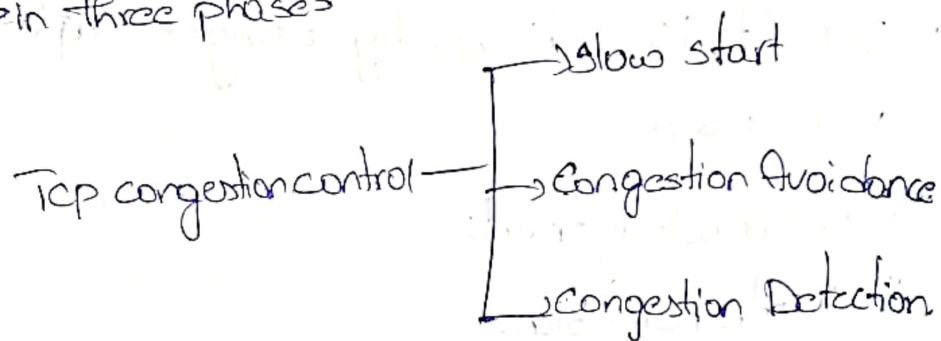 in three phases
slow start
Tcp congestion control
Congestion Avoidance
congestion Detection